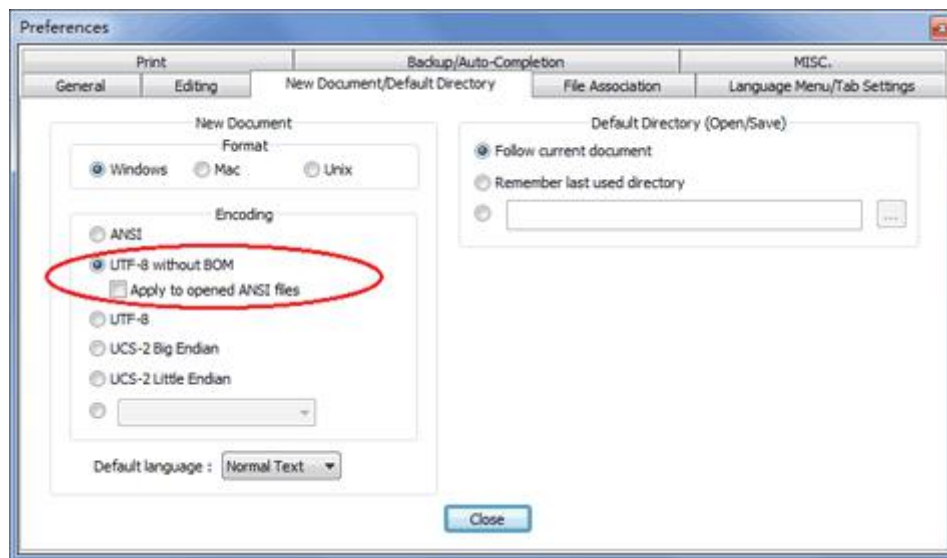 Preferences
Print Backup/Auto-Completion MISC.
General Editing New Document/Default Directory File Association Language Menu/Tab Settings
New Document
Format
Windows Mac Unix
Encoding
ANSI
UTF-8 without BOM
Apply to opened ANSI files
UTF-8
UCS-2 Big Endian
UCS-2 Little Endian
Default language : Normal Text
Default Directory (Open/Save)
Follow current document
Remember last used directory
...
Close